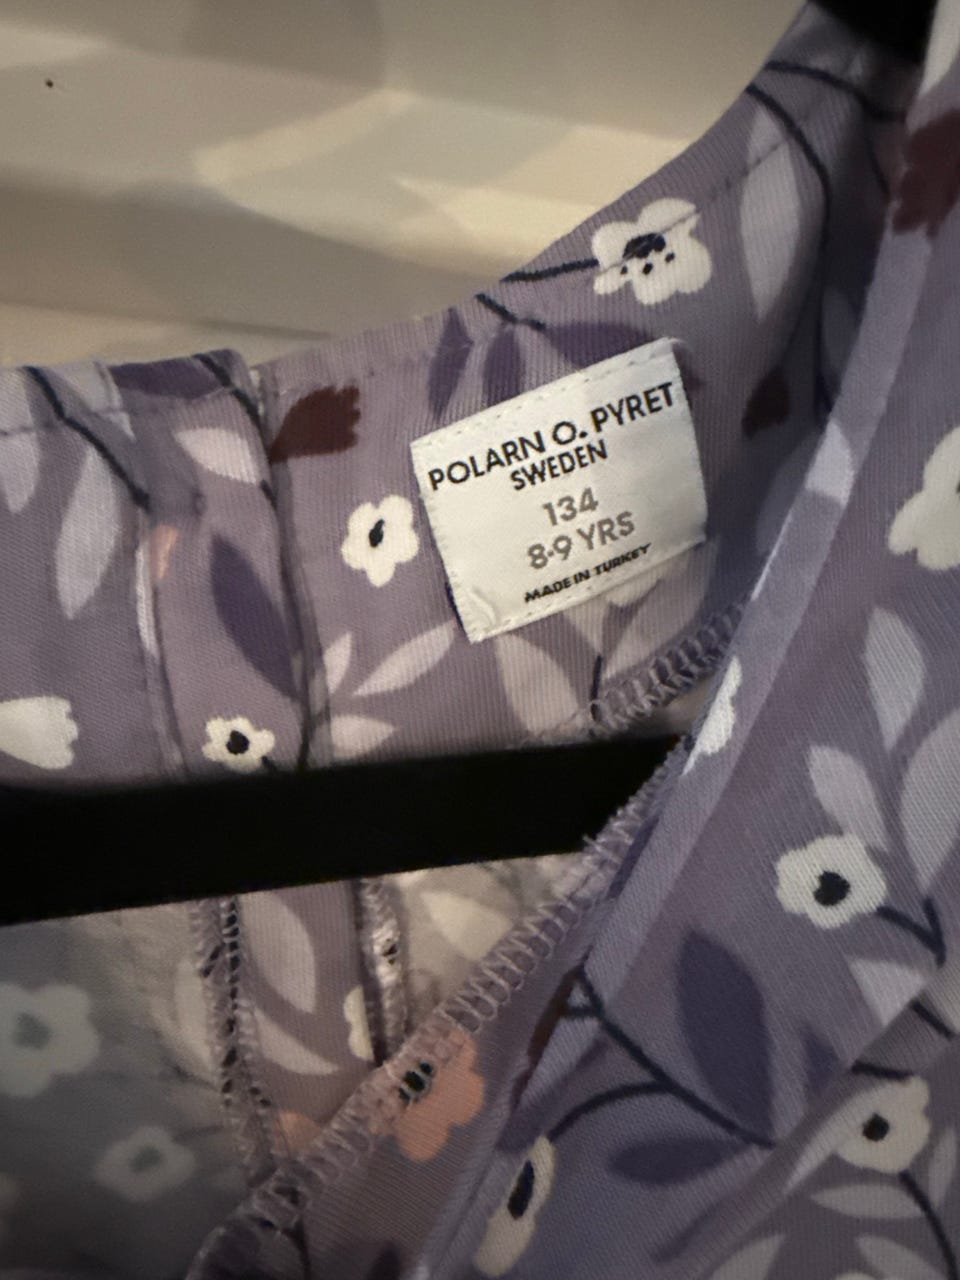 POLARN O. PYRET
SWEDEN
134
8-9 YRS
MADE IN TURKEY